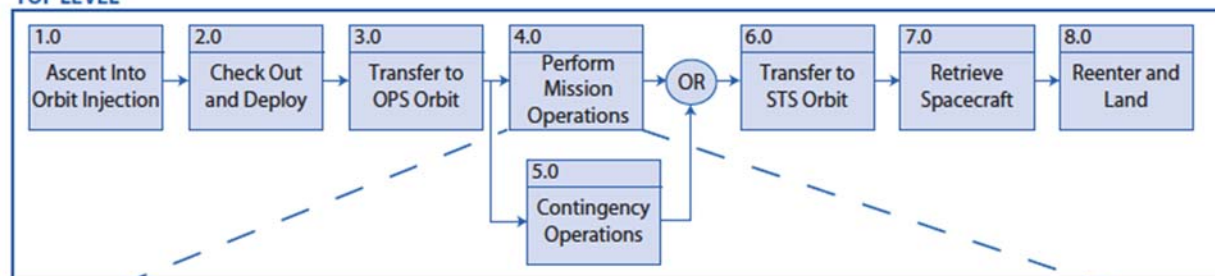 TOP LEVEL
1.0
Ascent Into
Orbit Injection
2.0
Check Out
and Deploy
3.0
Transfer to
OPS Orbit
4.0
Perform
Mission
Operations
OR
6.0
Transfer to
STS Orbit
7.0
Retrieve
Spacecraft
8.0
Reenter and
Land
5.0
Contingency
Operations